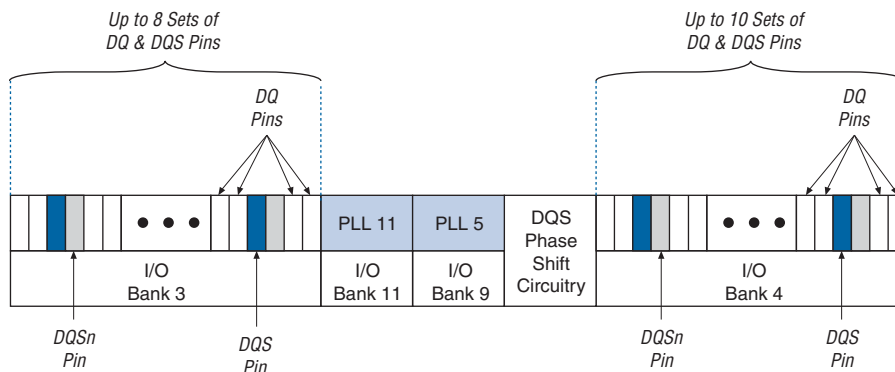 Up to 8 Sets of
DQ & DQS Pins
Up to 10 Sets of
DQ & DQS Pins
DQ
Pins
DQ
Pins
PLL 11
PLL 5
DQS
Phase
Shift
Circuitry
I/O
Bank 3
I/O
Bank 11
I/O
Bank 9
I/O
Bank 4
DQSn
Pin
DQS
Pin
DQSn
Pin
DQS
Pin